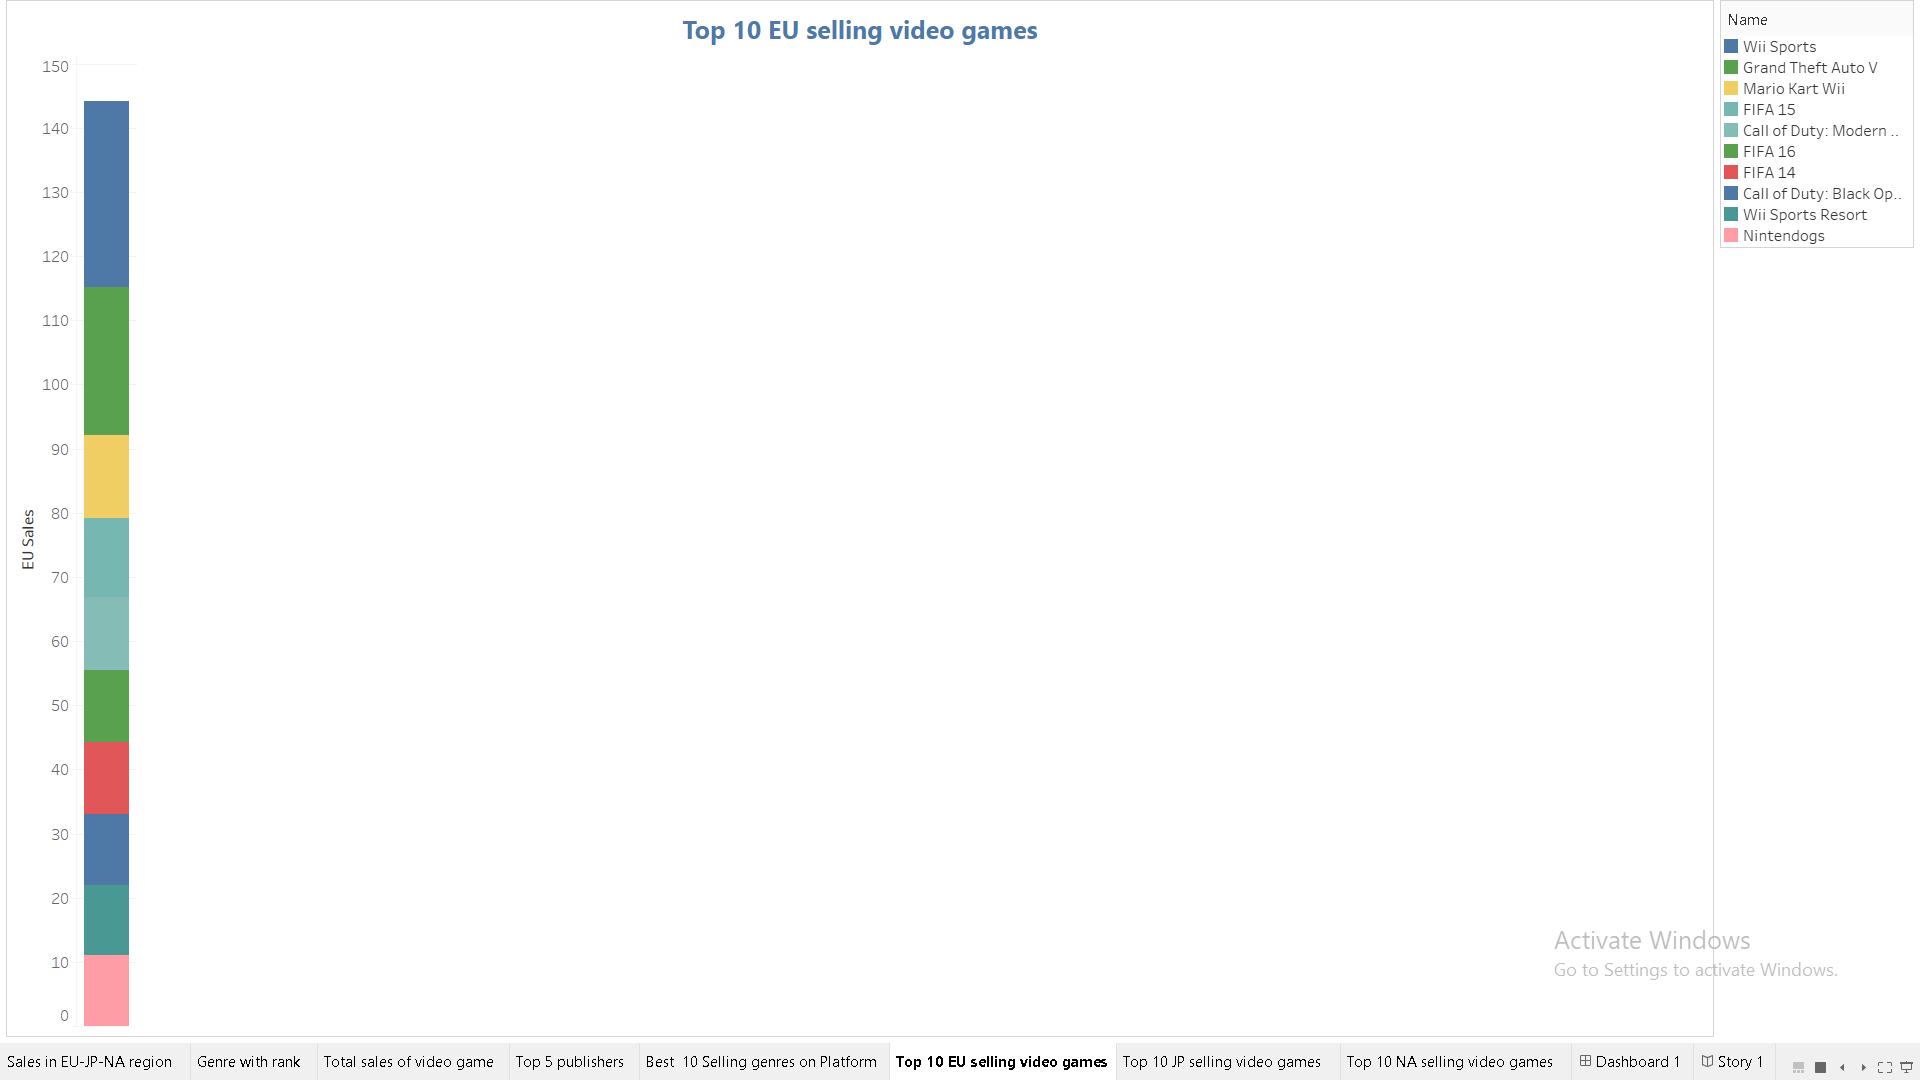 Top 10 EU selling video games
150
140
130
120
110
100
90
80
70
60
50
40
30
20
10
0
EU Sales
Name
Wii Sports
Grand Theft Auto V
Mario Kart Wii
FIFA 15
Call of Duty: Modern ..
FIFA 16
FIFA 14
Call of Duty: Black Op..
Wii Sports Resort
Nintendogs
Activate Windows
Go to Settings to activate Windows.
Sales in EU-JP-NA region
Genre with rank
Total sales of video game
Top 5 publishers
Best  10 Selling genres on Platform
Top 10 EU selling video games
Top 10 JP selling video games
Top 10 NA selling video games
Dashboard 1
Story 1